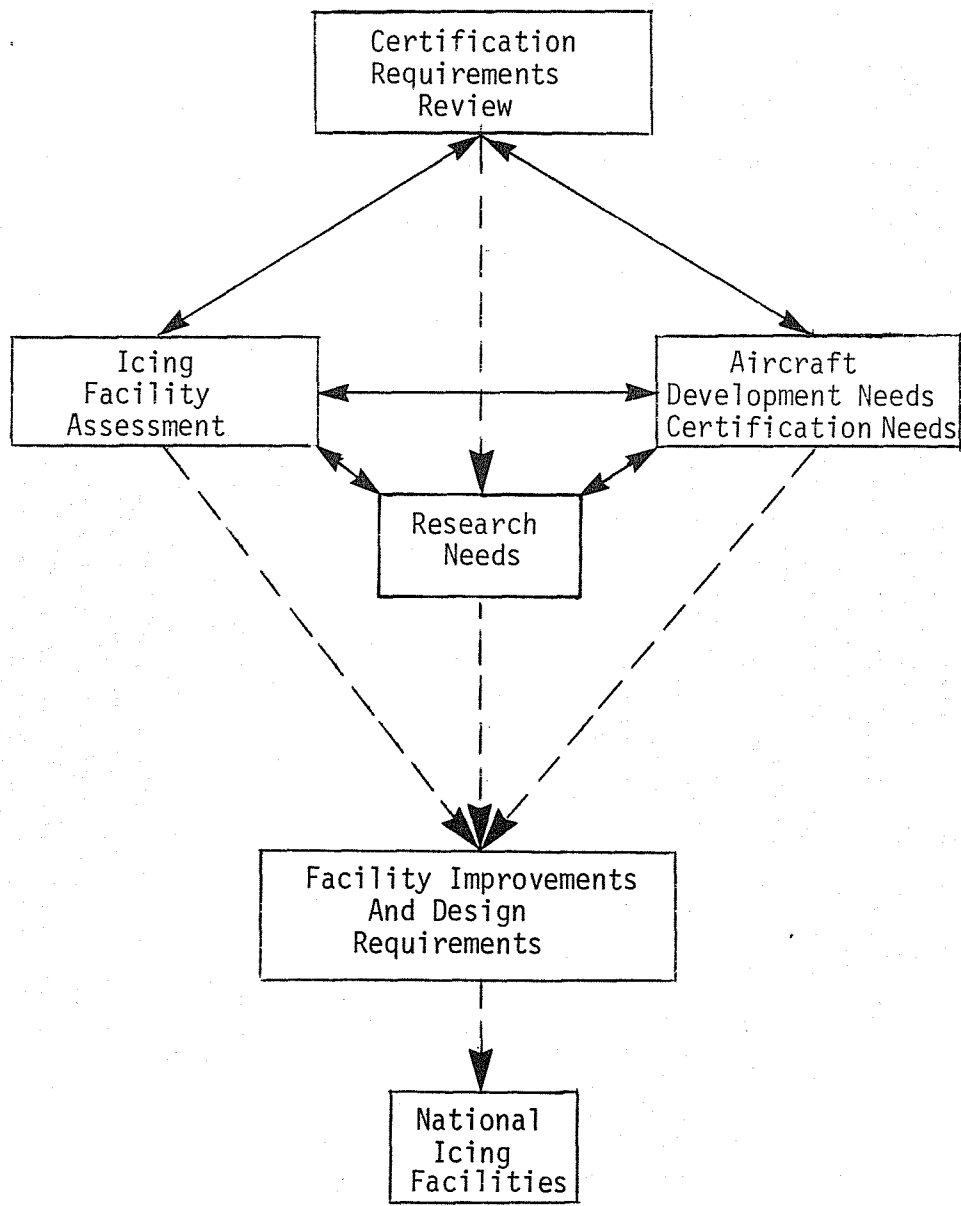 Certification
Requirements
Review
Icing
Facility
Assessment
Aircraft
Development Needs
Certification Needs
Research
Needs
Facility Improvements
And Design
Requirements
National
Icing
Facilities